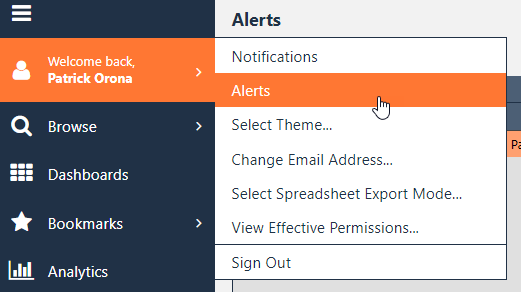 Alerts
Welcome back,
Patrick Orona
Browse
Dashboards
Bookmarks
Analytics
Notifications
Alerts
Select Theme...
Change Email Address...
Select Spreadsheet Export Mode...
View Effective Permissions...
Sign Out